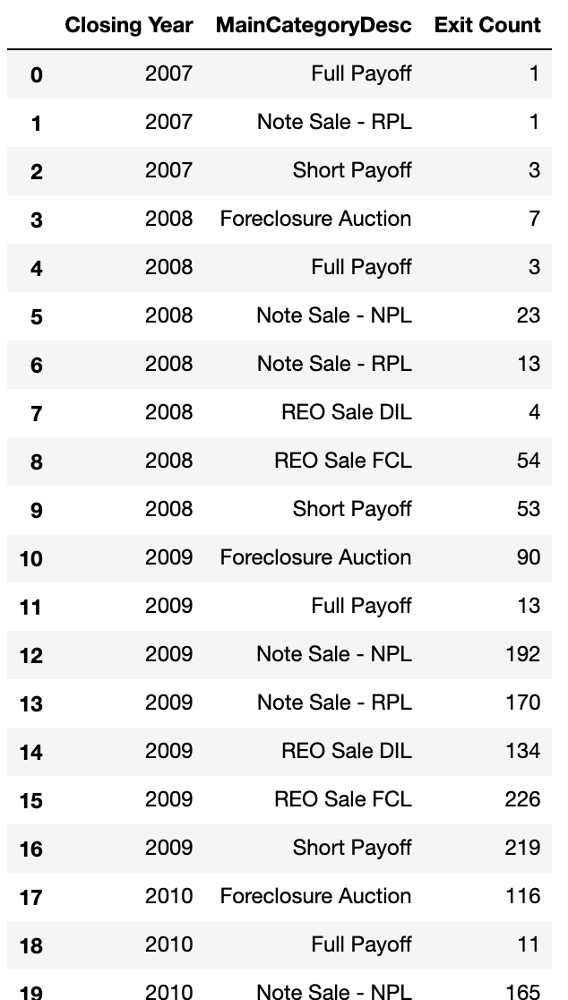 Closing Year MainCategoryDesc Exit Count
0 2007 Full Payoff 1
1 2007 Note Sale - RPL 1
2 2007 Short Payoff 3
3 2008 Foreclosure Auction 7
4 2008 Full Payoff 3
5 2008 Note Sale - NPL 23
6 2008 Note Sale - RPL 13
7 2008 REO Sale DIL 4
8 2008 REO Sale FCL 54
9 2008 Short Payoff 53
10 2009 Foreclosure Auction 90
11 2009 Full Payoff 13
12 2009 Note Sale - NPL 192
13 2009 Note Sale - RPL 170
14 2009 REO Sale DIL 134
15 2009 REO Sale FCL 226
16 2009 Short Payoff 219
17 2010 Foreclosure Auction 116
18 2010 Full Payoff 11
19 2010 Note Sale - NPL 165